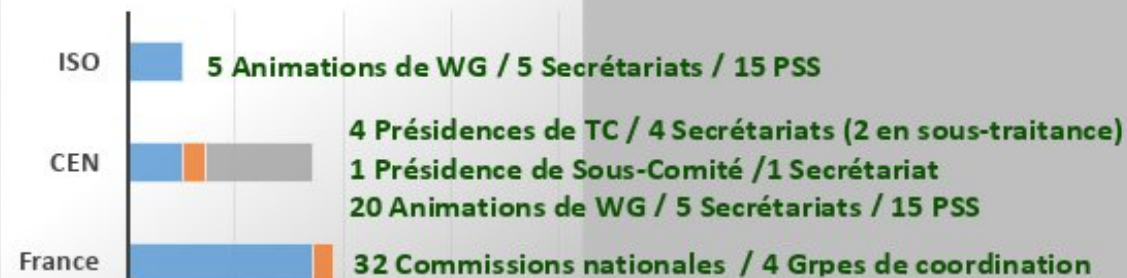 ISO 5 Animations de WG / 5 Secrétariats / 15 PSS
4 Présidences de TC / 4 Secrétariats (2 en sous-traitance)
CEN 1 Présidence de Sous-Comité /1 Secrétariat
20 Animations de WG / 5 Secrétariats / 15 PSS
France 32 Commissions nationales / 4 Grpes de coordination